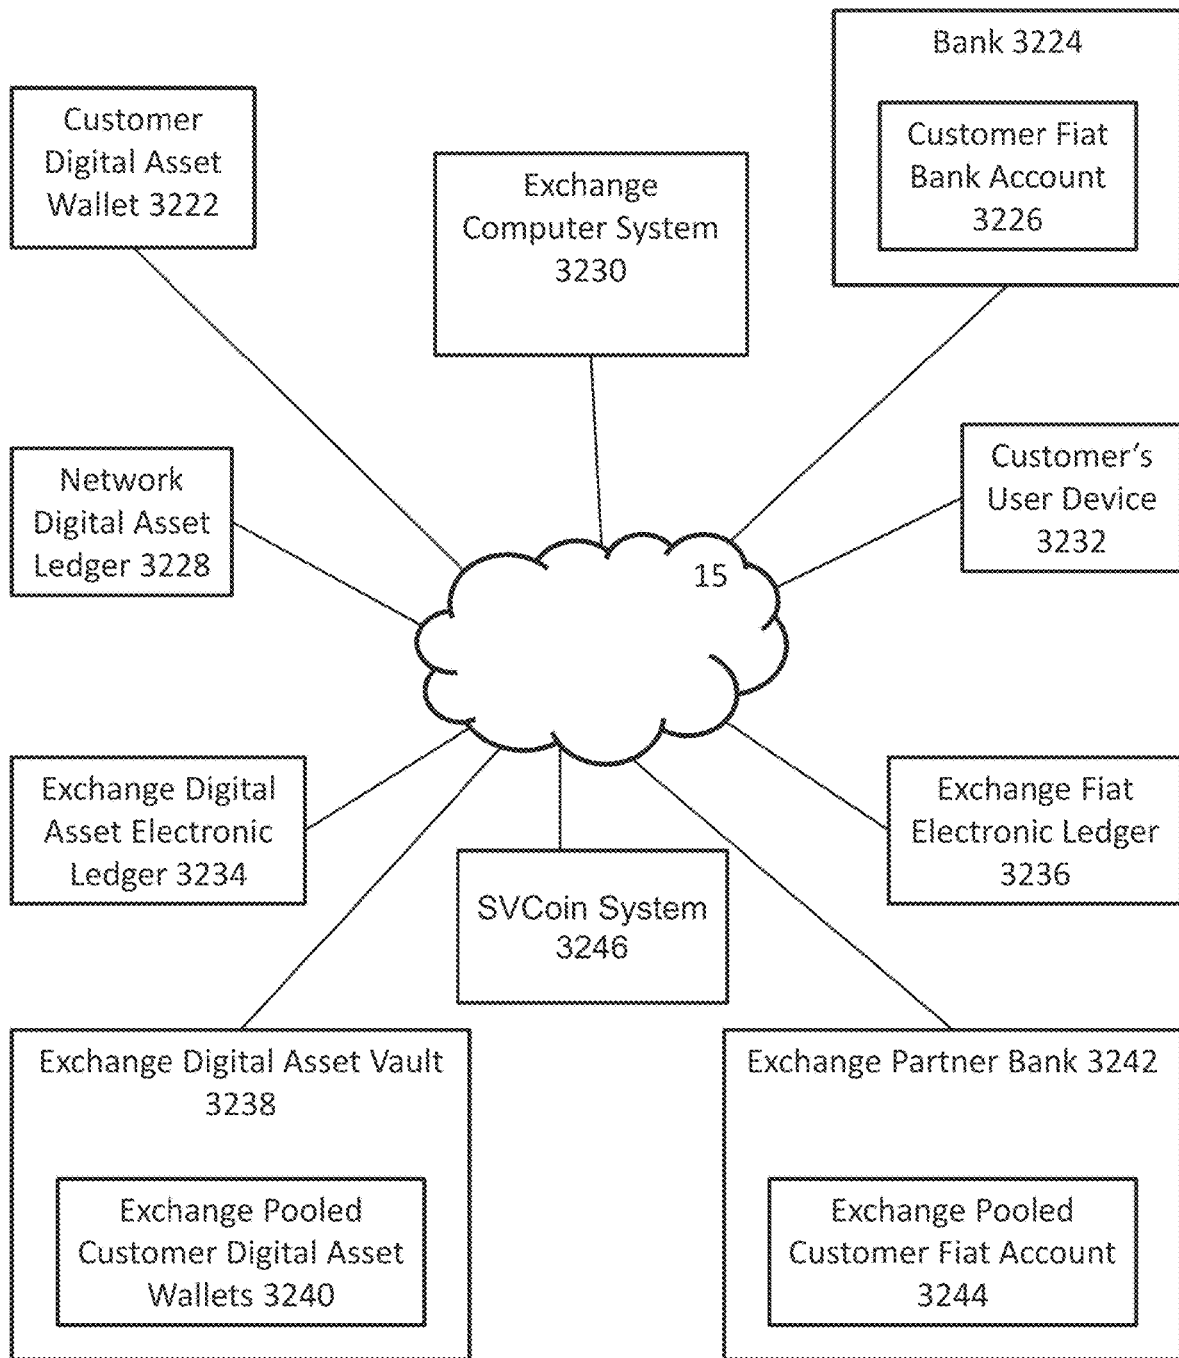 Bank 3224
Customer
Digital Asset
Wallet 3222
Customer Fiat
Bank Account
3226
Exchange
Computer System
3230
Network
Digital Asset
Ledger 3228
Customer's
User Device
3232
15
Exchange Digital
Asset Electronic
Ledger 3234
Exchange Fiat
Electronic Ledger
3236
SVCoin System
3246
Exchange Digital Asset Vault
3238
Exchange Pooled
Customer Digital Asset
Wallets 3240
Exchange Partner Bank 3242
Exchange Pooled
Customer Fiat Account
3244